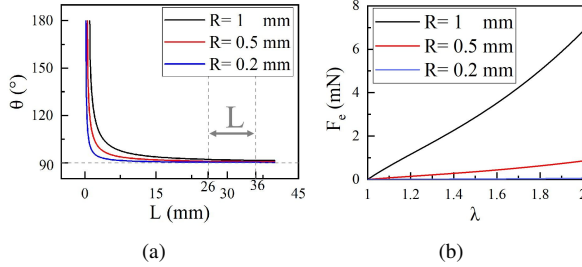 180
150
120
90
θ (°)
R= 1 mm
R= 0.5 mm
R= 0.2 mm
L
0 15 26 30 36 45
L (mm)
(a)
8
6
4
2
0
F_e (mN)
R= 1 mm
R= 0.5 mm
R= 0.2 mm
1 1.2 1.4 1.6 1.8 2
λ
(b)